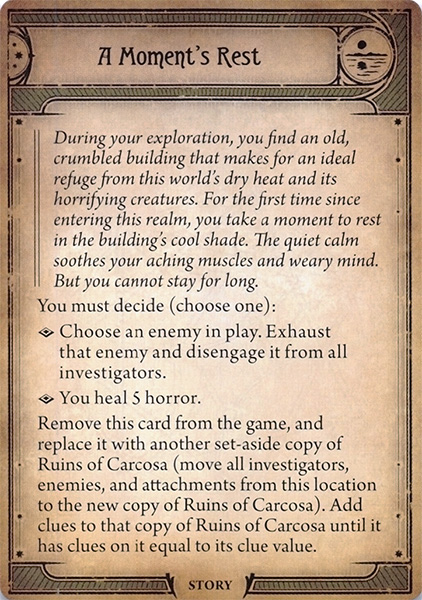 A Moment's Rest
During your exploration, you find an old,
crumbled building that makes for an ideal
refuge from this world's dry heat and its
horrifying creatures. For the first time since
entering this realm, you take a moment to rest
in the building's cool shade. The quiet calm
soothes your aching muscles and weary mind.
But you cannot stay for long.
You must decide (choose one):
Choose an enemy in play. Exhaust
that enemy and disengage it from all
investigators.
You heal 5 horror.
Remove this card from the game, and
replace it with another set-aside copy of
Ruins of Carcosa (move all investigators,
enemies, and attachments from this location
to the new copy of Ruins of Carcosa). Add
clues to that copy of Ruins of Carcosa until it
has clues on it equal to its clue value.
STORY